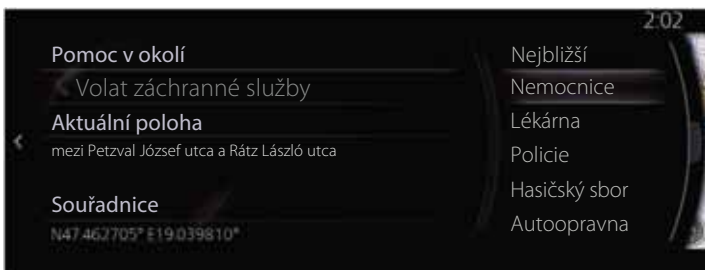 2:02
Pomoc v okolí
Volat záchranné služby
Aktuální poloha
mezi Petzval József utca a Rátz László utca
Souřadnice
N47.462705° E19.039810°
Nejbližší
Nemocnice
Lékárna
Policie
Hasičský sbor
Autoopravna